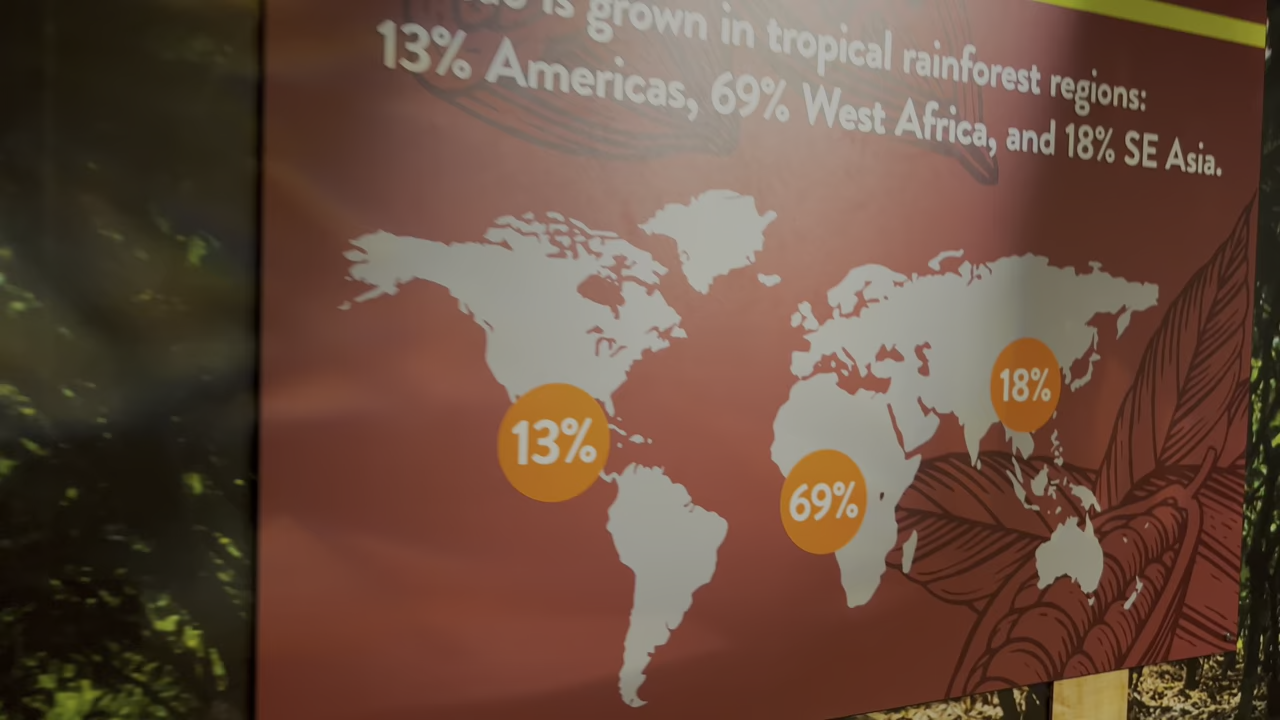 is grown in tropical rainforest regions:
13% Americas, 69% West Africa, and 18% SE Asia.
18%
13%
69%